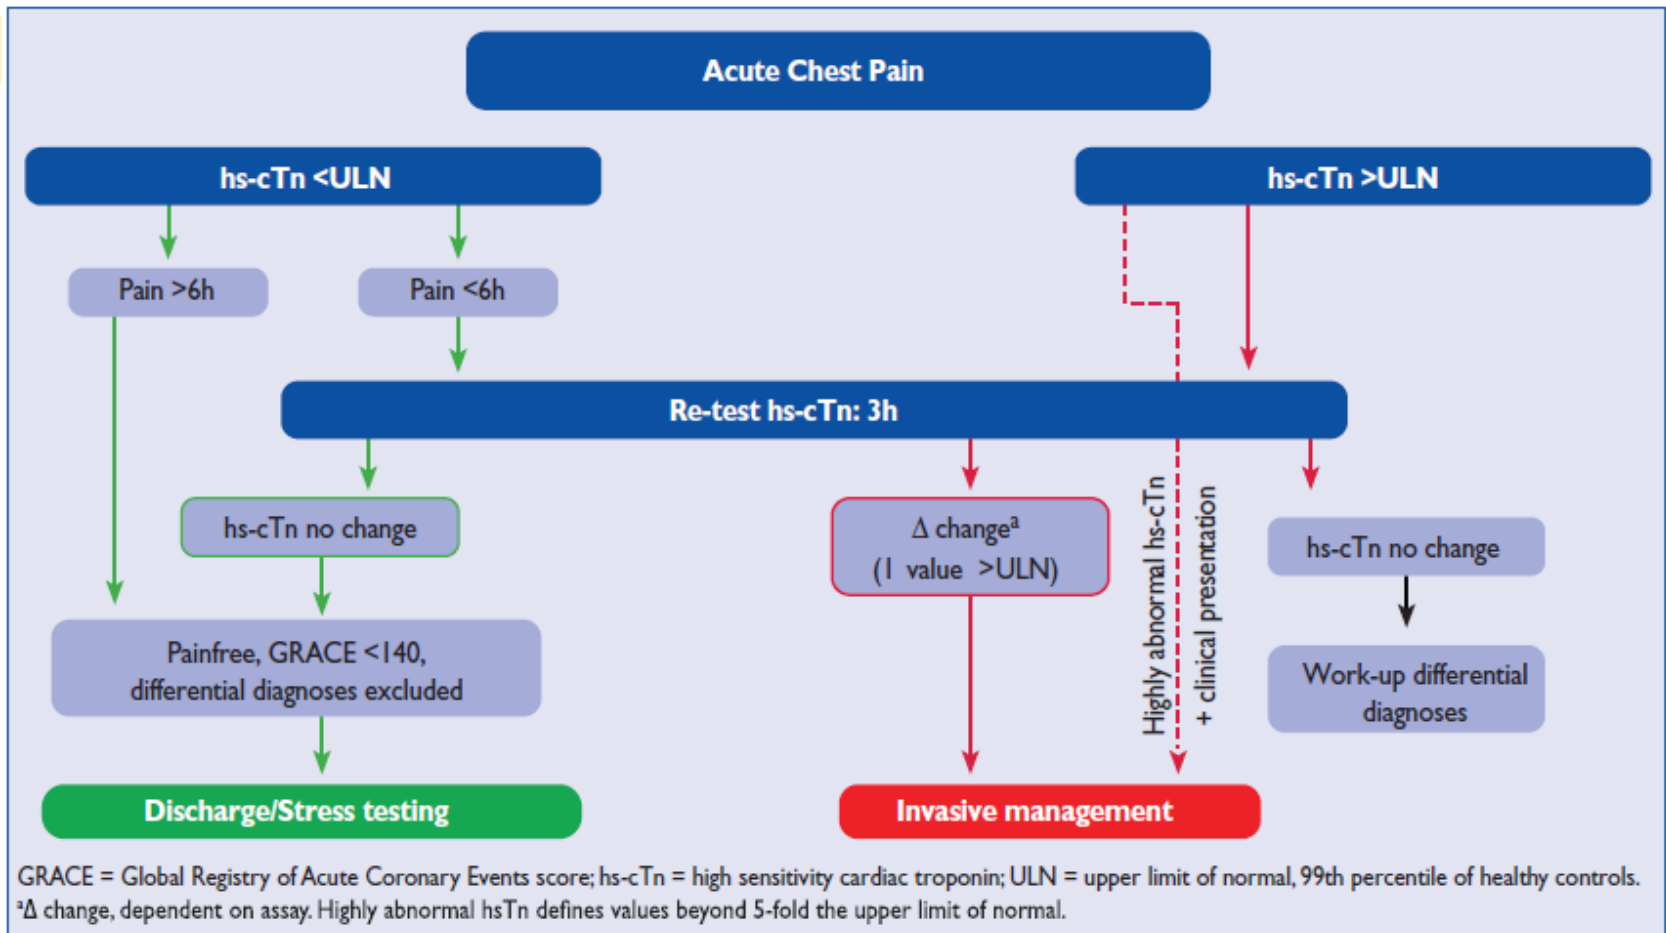 Acute Chest Pain
hs-cTn <ULN
hs-cTn >ULN
Pain >6h
Pain <6h
Re-test hs-cTn: 3h
hs-cTn no change
Δ change^a
(1 value >ULN)
Highly abnormal hs-cTn
+ clinical presentation
hs-cTn no change
Painfree, GRACE <140,
differential diagnoses excluded
Work-up differential
diagnoses
Discharge/Stress testing
Invasive management
GRACE = Global Registry of Acute Coronary Events score; hs-cTn = high sensitivity cardiac troponin; ULN = upper limit of normal, 99th percentile of healthy controls.
^aΔ change, dependent on assay. Highly abnormal hsTn defines values beyond 5-fold the upper limit of normal.